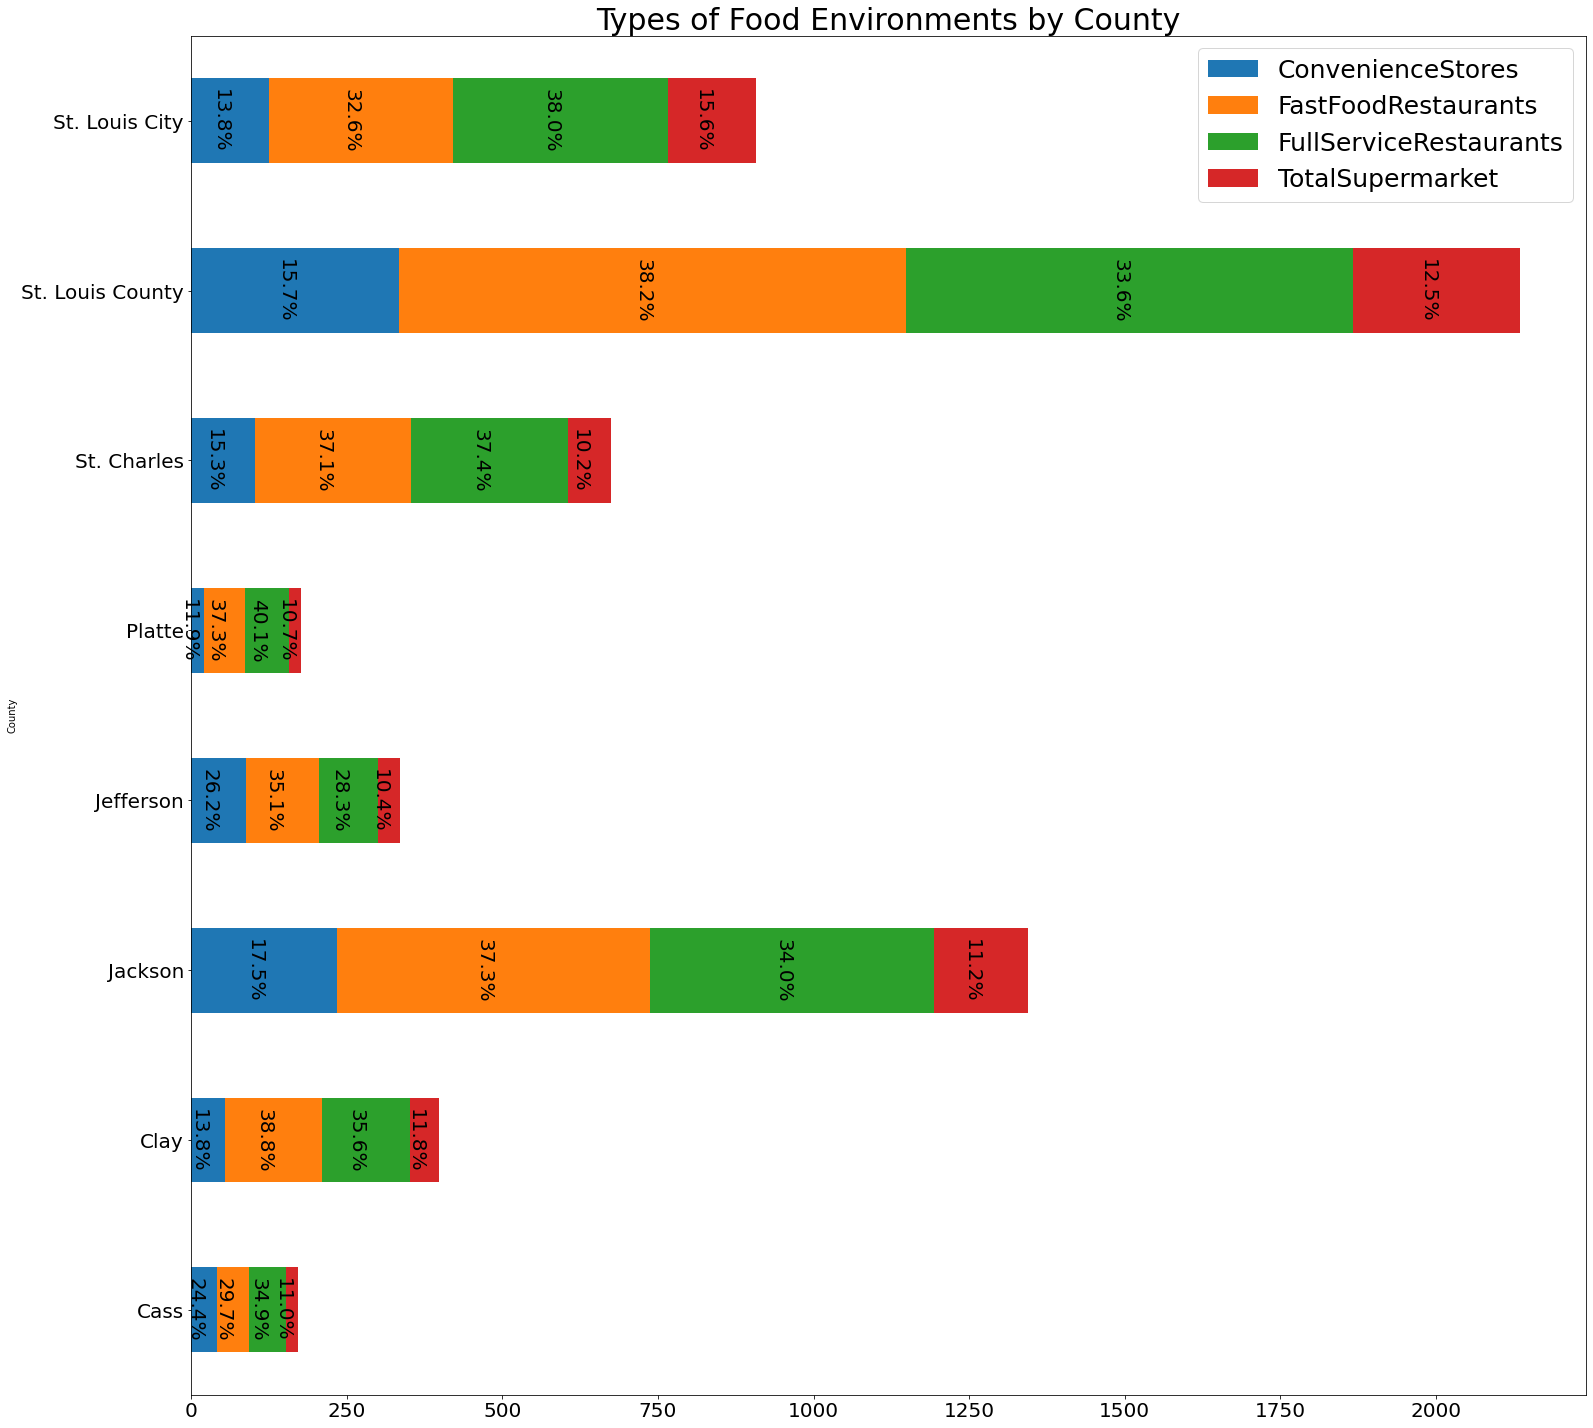 Types of Food Environments by County
ConvenienceStores
FastFoodRestaurants
FullServiceRestaurants
TotalSupermarket
St. Louis City
13.8%
32.6%
38.0%
15.6%
St. Louis County
15.7%
38.2%
33.6%
12.5%
St. Charles
15.3%
37.1%
37.4%
10.2%
Platte
11.9%
37.3%
40.1%
10.7%
Jefferson
26.2%
35.1%
28.3%
10.4%
Jackson
17.5%
37.3%
34.0%
11.2%
Clay
13.8%
38.8%
35.6%
11.8%
Cass
24.4%
29.7%
34.9%
11.0%
County
0 250 500 750 1000 1250 1500 1750 2000